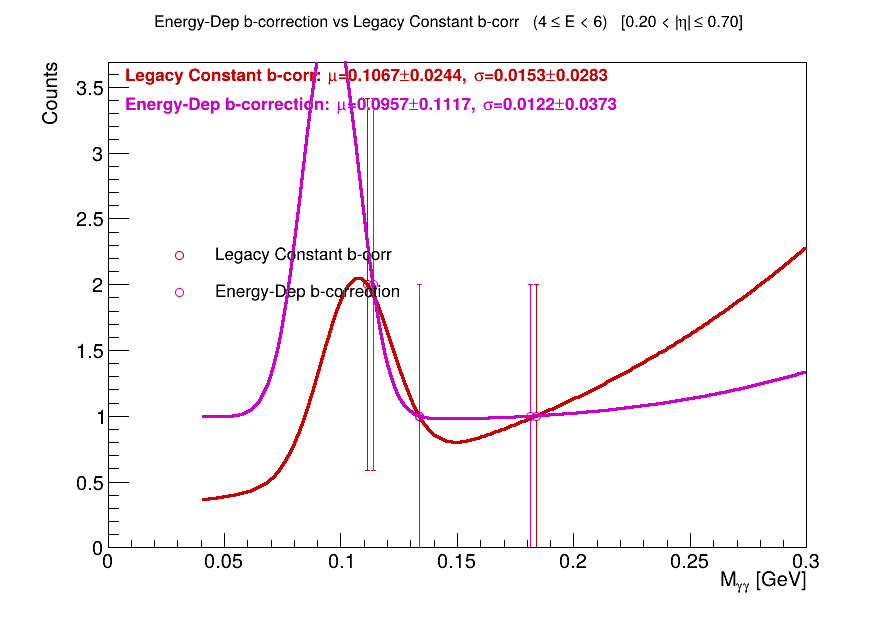 Energy-Dep b-correction vs Legacy Constant b-corr (4 ≤ E < 6) [0.20 < |η| ≤ 0.70]
Counts
Legacy Constant b-corr: μ=0.1067±0.0244, σ=0.0153±0.0283
Energy-Dep b-correction: μ=0.0957±0.1117, σ=0.0122±0.0373
3.5
3
2.5
Legacy Constant b-corr
2
Energy-Dep b-correction
1.5
1
0.5
0
0 0.05 0.1 0.15 0.2 0.25 0.3
M_γγ [GeV]